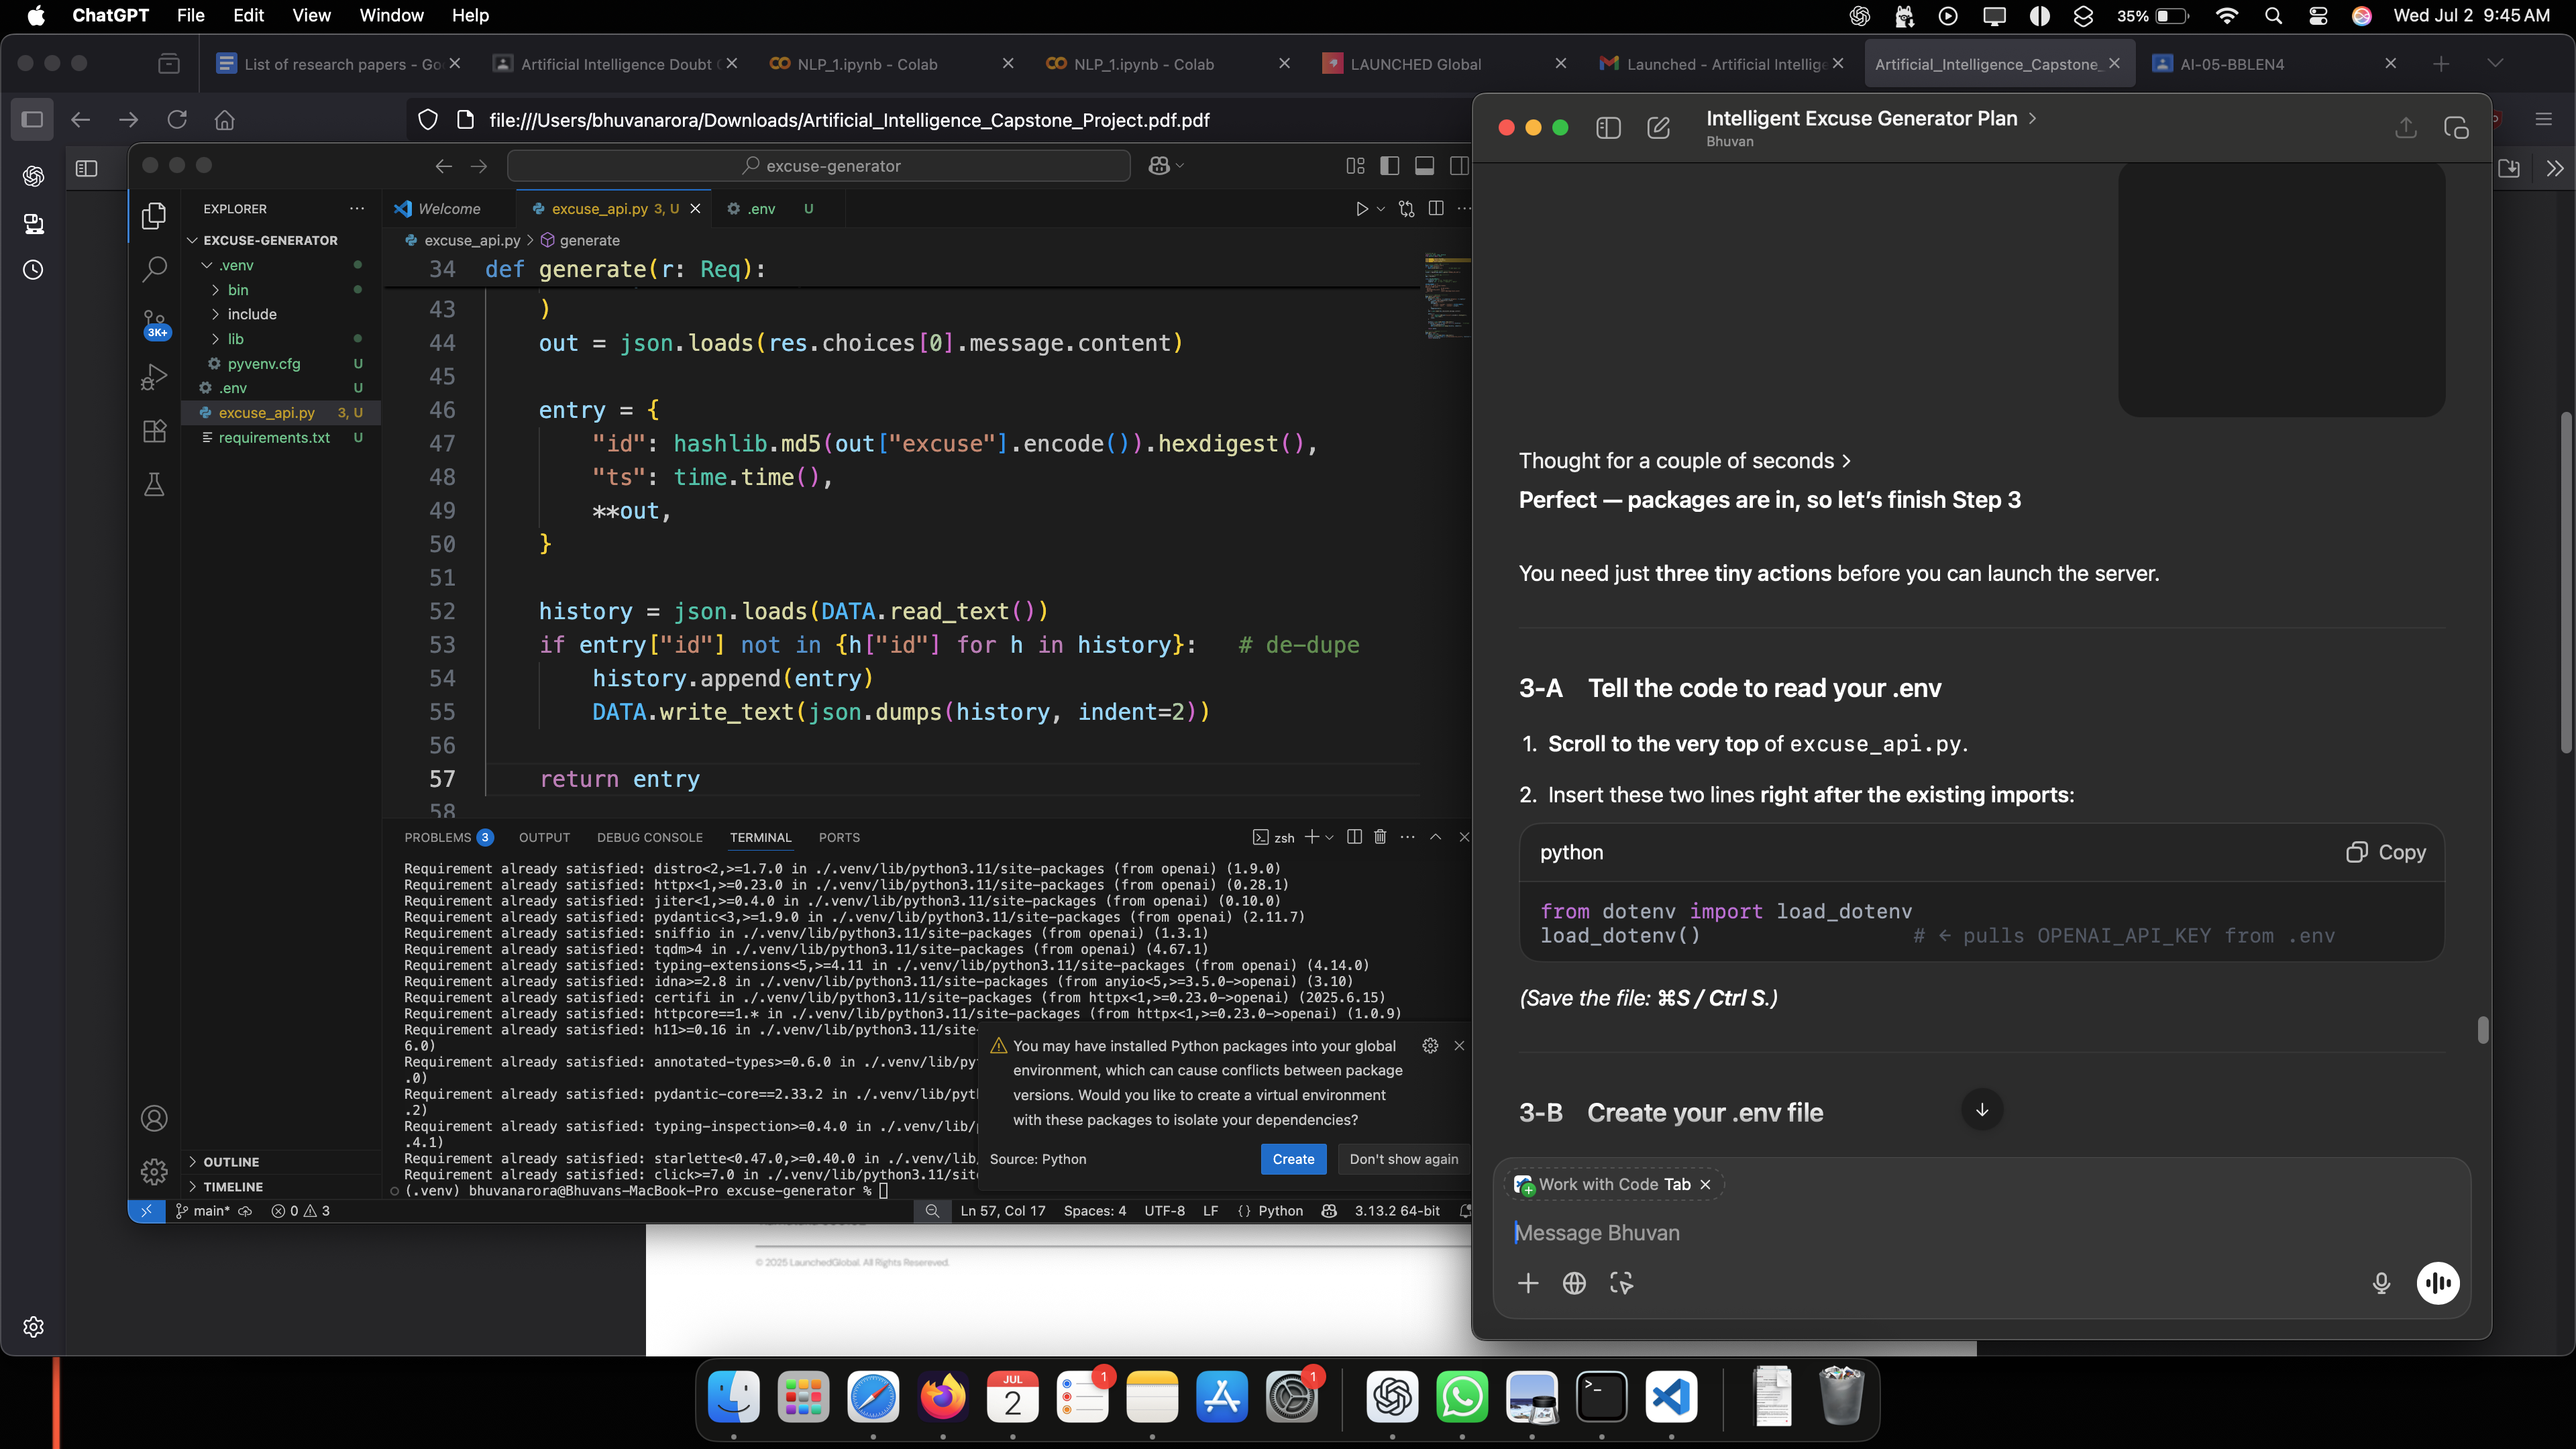 ChatGPT File Edit View Window Help
35% Wed Jul 2 9:45 AM
List of research papers - Go
Artificial Intelligence Doubt
NLP_1.ipynb - Colab
NLP_1.ipynb - Colab
LAUNCHED Global
Launched - Artificial Intellige
Artificial_Intelligence_Capstone_
AI-05-BBLEN4
file:///Users/bhuvanarora/Downloads/Artificial_Intelligence_Capstone_Project.pdf.pdf
excuse-generator
EXPLORER
EXCUSE-GENERATOR
.venv
bin
include
lib
pyvenv.cfg U
.env U
excuse_api.py 3, U
requirements.txt U
3K+
OUTLINE
TIMELINE
Welcome
excuse_api.py 3, U
.env U
excuse_api.py > generate
34 def generate(r: Req):
43 )
44 out = json.loads(res.choices[0].message.content)
45
46 entry = {
47 "id": hashlib.md5(out["excuse"].encode()).hexdigest(),
48 "ts": time.time(),
49 **out,
50 }
51
52 history = json.loads(DATA.read_text())
53 if entry["id"] not in {h["id"] for h in history}: # de-dupe
54 history.append(entry)
55 DATA.write_text(json.dumps(history, indent=2))
56
57 return entry
58
PROBLEMS 3 OUTPUT DEBUG CONSOLE TERMINAL PORTS
zsh
Requirement already satisfied: distro<2,>=1.7.0 in ./.venv/lib/python3.11/site-packages (from openai) (1.9.0)
Requirement already satisfied: httpx<1,>=0.23.0 in ./.venv/lib/python3.11/site-packages (from openai) (0.28.1)
Requirement already satisfied: jiter<1,>=0.4.0 in ./.venv/lib/python3.11/site-packages (from openai) (0.10.0)
Requirement already satisfied: pydantic<3,>=1.9.0 in ./.venv/lib/python3.11/site-packages (from openai) (2.11.7)
Requirement already satisfied: sniffio in ./.venv/lib/python3.11/site-packages (from openai) (1.3.1)
Requirement already satisfied: tqdm>4 in ./.venv/lib/python3.11/site-packages (from openai) (4.67.1)
Requirement already satisfied: typing-extensions<5,>=4.11 in ./.venv/lib/python3.11/site-packages (from openai) (4.14.0)
Requirement already satisfied: idna>=2.8 in ./.venv/lib/python3.11/site-packages (from anyio<5,>=3.5.0->openai) (3.10)
Requirement already satisfied: certifi in ./.venv/lib/python3.11/site-packages (from httpx<1,>=0.23.0->openai) (2025.6.15)
Requirement already satisfied: httpcore==1.* in ./.venv/lib/python3.11/site-packages (from httpx<1,>=0.23.0->openai) (1.0.9)
Requirement already satisfied: h11>=0.16 in ./.venv/lib/python3.11/site-
6.0)
Requirement already satisfied: annotated-types>=0.6.0 in ./.venv/lib/py
.0)
Requirement already satisfied: pydantic-core==2.33.2 in ./.venv/lib/pyt
.2)
Requirement already satisfied: typing-inspection>=0.4.0 in ./.venv/lib/
.4.1)
Requirement already satisfied: starlette<0.47.0,>=0.40.0 in ./.venv/lib
Requirement already satisfied: click>=7.0 in ./.venv/lib/python3.11/site
(.venv) bhuvanarora@Bhuvans-MacBook-Pro excuse-generator %
You may have installed Python packages into your global
environment, which can cause conflicts between package
versions. Would you like to create a virtual environment
with these packages to isolate your dependencies?
Source: Python
Create
Don't show again
main* 0 3 Ln 57, Col 17 Spaces: 4 UTF-8 LF {} Python 3.13.2 64-bit
© 2025 LaunchedGlobal. All Rights Resereved.
Intelligent Excuse Generator Plan >
Bhuvan
Thought for a couple of seconds >
Perfect — packages are in, so let's finish Step 3
You need just three tiny actions before you can launch the server.
3-A Tell the code to read your .env
1. Scroll to the very top of excuse_api.py.
2. Insert these two lines right after the existing imports:
python Copy
from dotenv import load_dotenv
load_dotenv() # ← pulls OPENAI_API_KEY from .env
(Save the file: ⌘S / Ctrl S.)
3-B Create your .env file
Work with Code Tab
Message Bhuvan
JUL
2
1
1